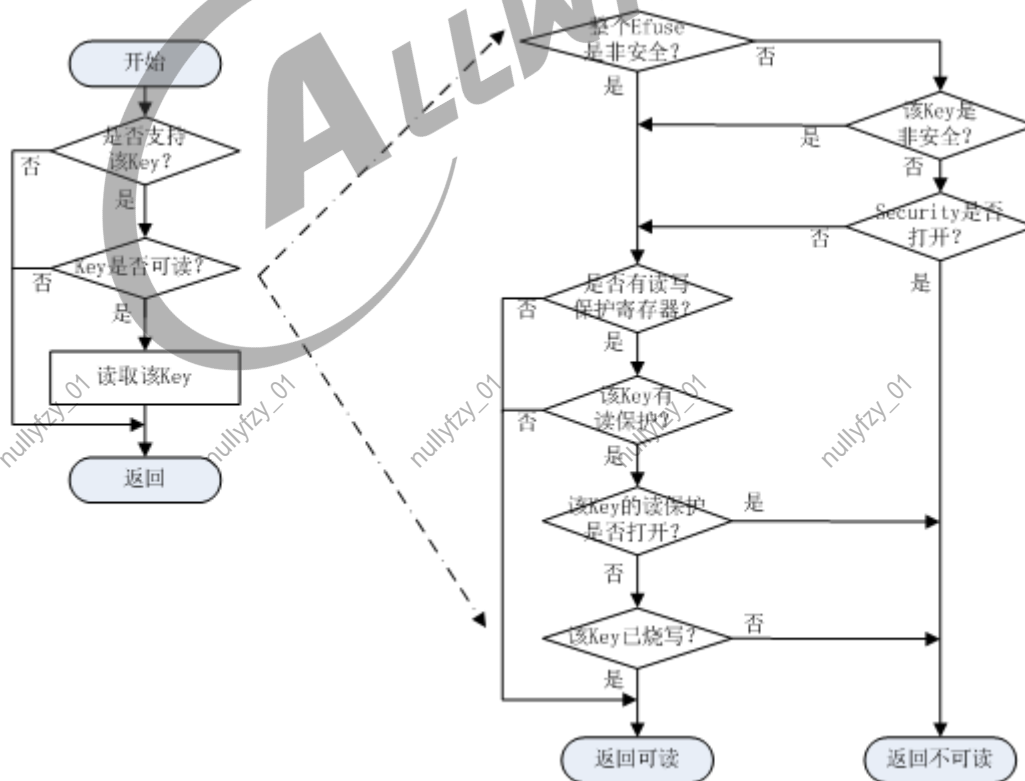 开始
是否支持
该Key?
否
是
Key是否可读?
否
是
读取该Key
返回
整个Efuse
是非安全?
否
是
该Key是
非安全?
是
否
Security是否
打开?
否
是
是否有读写
保护寄存器?
否
是
该Key有
读保护?
否
是
该Key的读保护
是否打开?
是
否
该Key已烧写?
否
是
返回可读
返回不可读
ALLW
nullyfzy_01
nullyfzy_01
nullyfzy_01
nullyfzy_01
nullyfzy_01